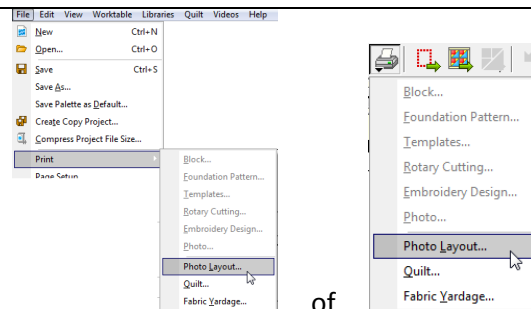 File Edit View Worktable Libraries Quilt Videos Help
New Ctrl+N
Open... Ctrl+O
Save Ctrl+S
Save As...
Save Palette as Default...
Create Copy Project...
Compress Project File Size...
Print
Page Setup
Block...
Foundation Pattern...
Templates...
Rotary Cutting...
Embroidery Design...
Photo...
Photo Layout...
Quilt...
Fabric Yardage...
of
Block...
Foundation Pattern...
Templates...
Rotary Cutting...
Embroidery Design...
Photo...
Photo Layout...
Quilt...
Fabric Yardage...